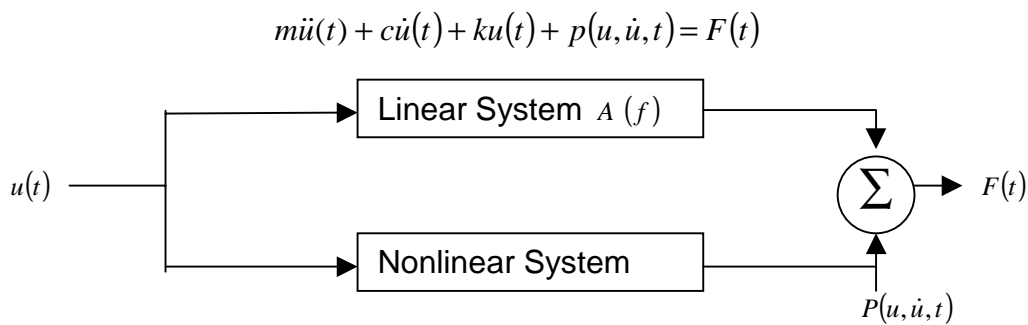 mü(t) + cu̇(t) + ku(t) + p(u, u̇, t) = F(t)
Linear System A (f)
u(t)
Σ
F(t)
Nonlinear System
P(u, u̇, t)